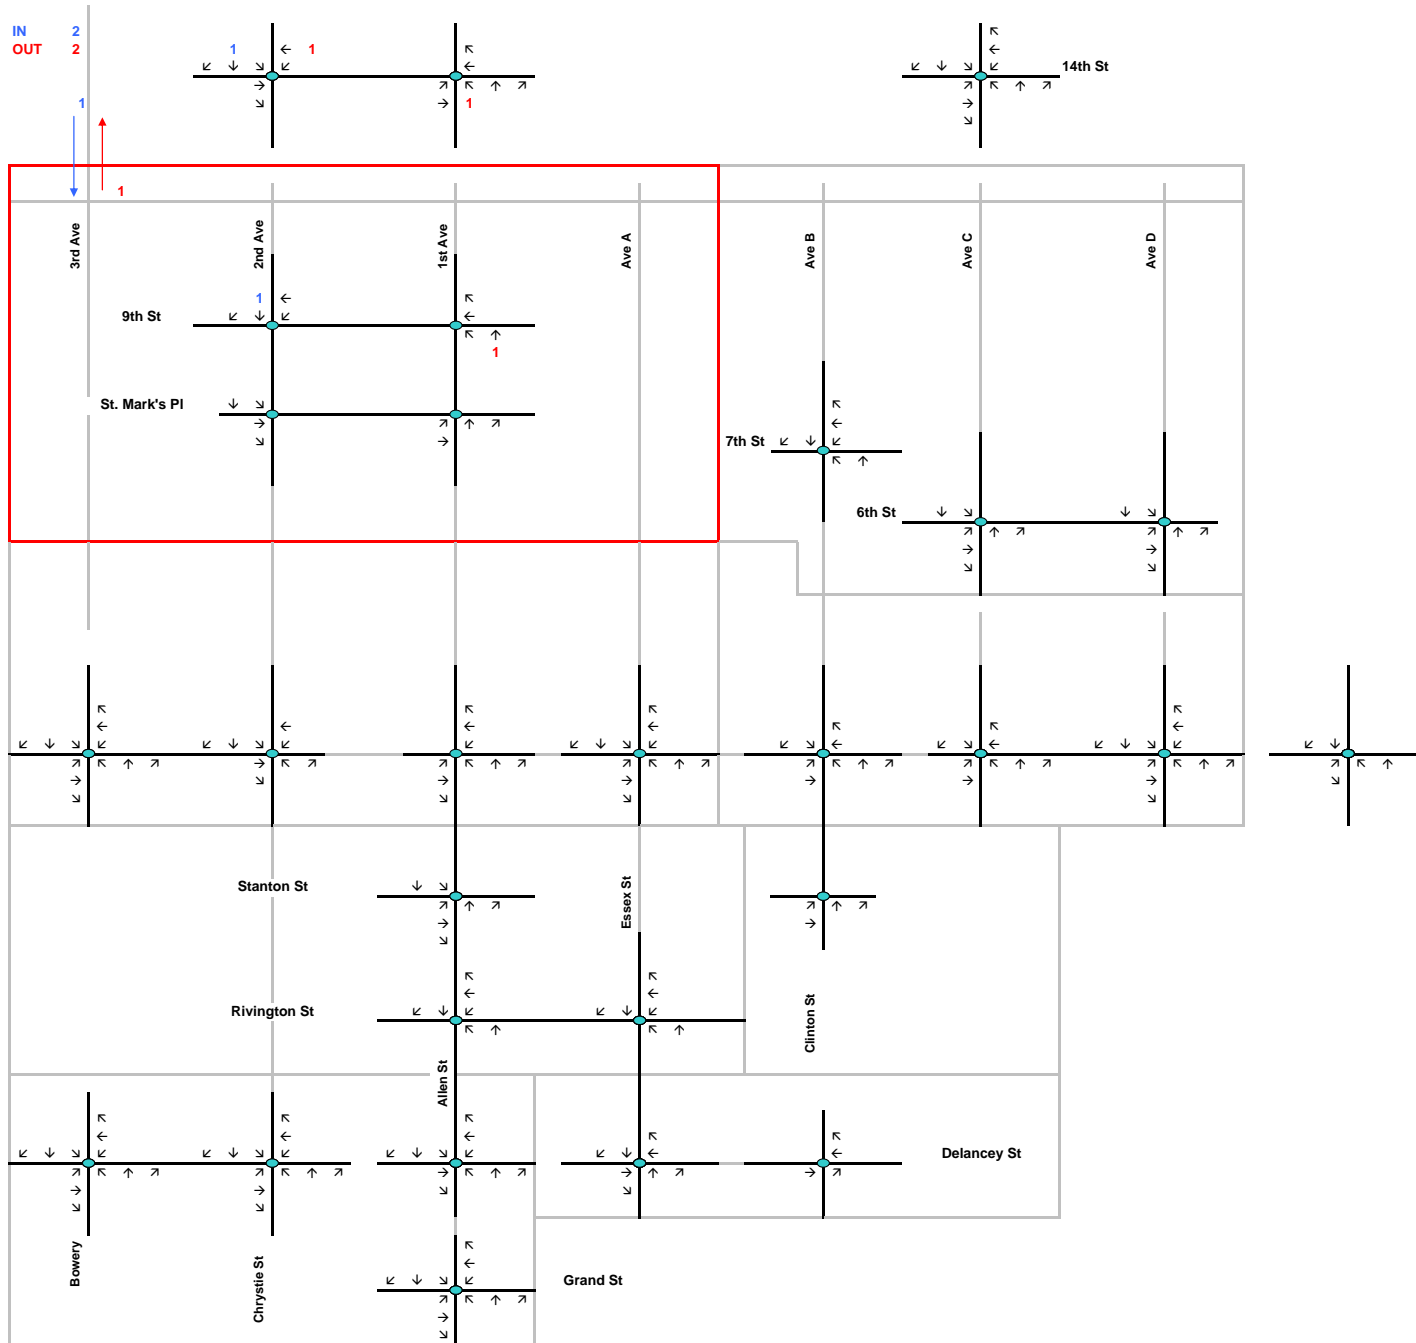 IN 2
OUT 2
1
1
1
14th St
1
1
3rd Ave
2nd Ave
1st Ave
Ave A
Ave B
Ave C
Ave D
1
9th St
1
St. Mark's Pl
7th St
6th St
Stanton St
Essex St
Rivington St
Clinton St
Allen St
Delancey St
Bowery
Chrystie St
Grand St